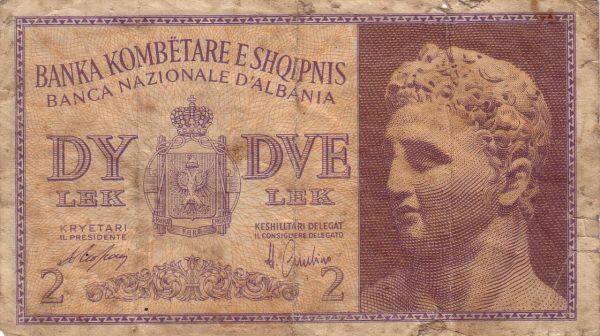 BANKA KOMBËTARE E SHQIPNIS
BANCA NAZIONALE D'ALBANIA
DY DVE
LEK LEK
KRYETARI
IL PRESIDENTE
KESHILLTARI DELEGAT
IL CONSIGLIERE DELEGATO
2 2